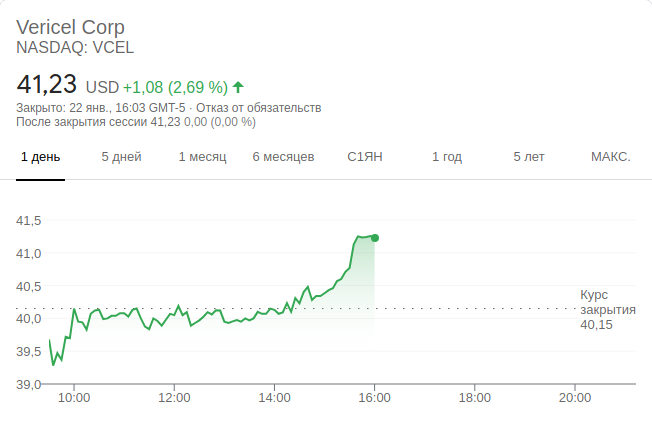 Vericel Corp
NASDAQ: VCEL
41,23 USD +1,08 (2,69 %)
Закрыто: 22 янв., 16:03 GMT-5 · Отказ от обязательств
После закрытия сессии 41,23 0,00 (0,00 %)
1 день 5 дней 1 месяц 6 месяцев С1ЯН 1 год 5 лет МАКС.
41,5
41,0
40,5
40,0
39,5
39,0
Курс
закрытия
40,15
10:00 12:00 14:00 16:00 18:00 20:00